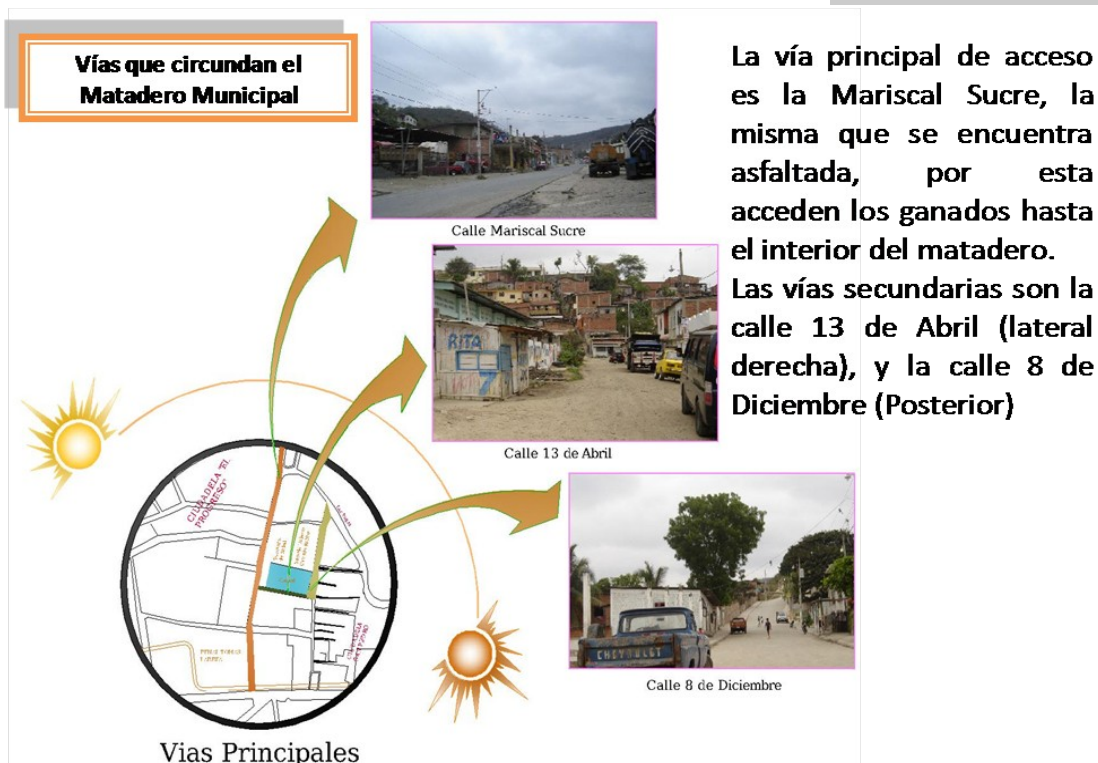 Vías que circundan el
Matadero Municipal
La vía principal de acceso
es la Mariscal Sucre, la
misma que se encuentra
asfaltada, por esta
acceden los ganados hasta
el interior del matadero.
Las vías secundarias son la
calle 13 de Abril (lateral
derecha), y la calle 8 de
Diciembre (Posterior)
Calle Mariscal Sucre
RITA
7
Calle 13 de Abril
CHEVROLET
Calle 8 de Diciembre
CIUDADELA "EL
PROGRESO"
Vias Principales